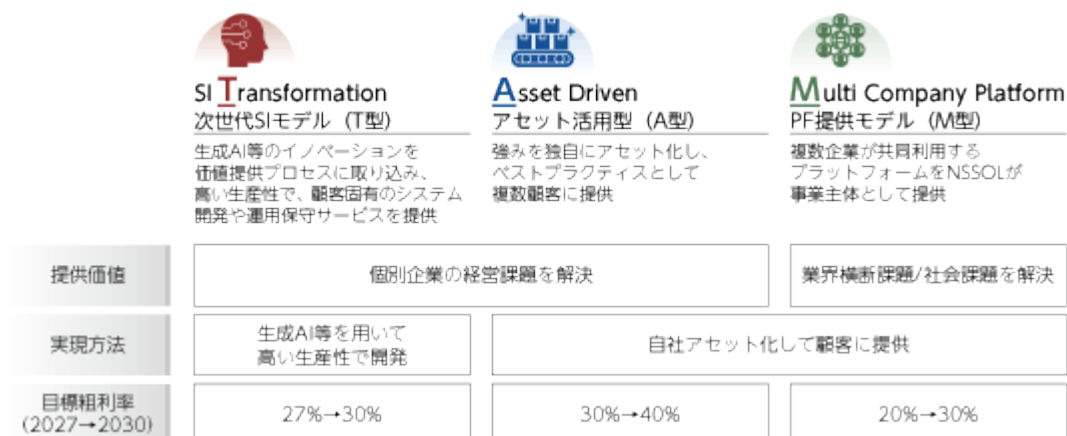 SI Transformation
次世代SIモデル（T型）
生成AI等のイノベーションを
価値提供プロセスに取り込み、
高い生産性で、顧客固有のシステム
開発や運用保守サービスを提供
Asset Driven
アセット活用型（A型）
強みを独自にアセット化し、
ベストプラクティスとして
複数顧客に提供
Multi Company Platform
PF提供モデル（M型）
複数企業が共同利用する
プラットフォームをNSSOLが
事業主体として提供
提供価値
個別企業の経営課題を解決
業界横断課題/社会課題を解決
実現方法
生成AI等を用いて
高い生産性で開発
自社アセット化して顧客に提供
目標粗利率
(2027→2030)
27%→30%
30%→40%
20%→30%